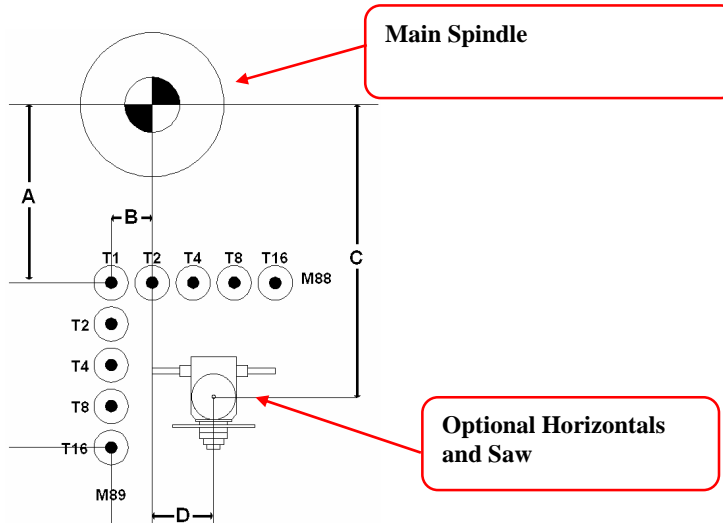 Main Spindle
A
B
C
T1 T2 T4 T8 T16
M88
T2
T4
T8
T16
M89
D
Optional Horizontals
and Saw